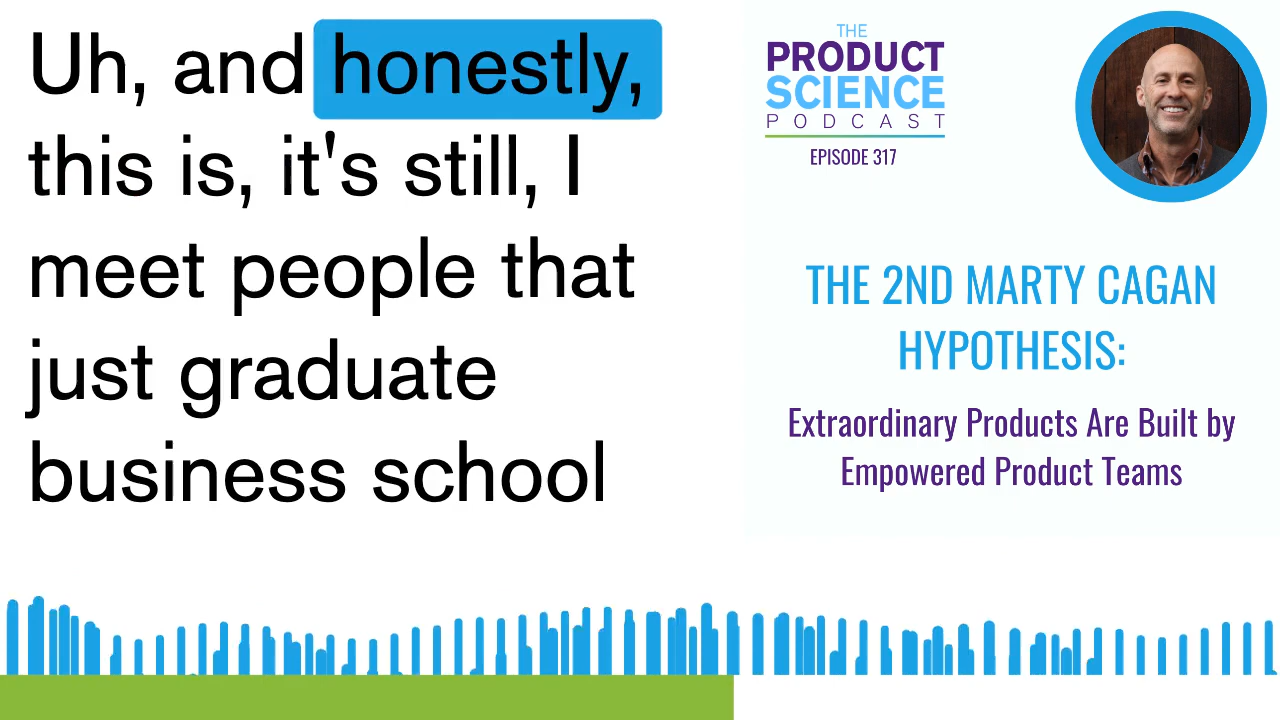 Uh, and honestly,
this is, it's still, I
meet people that
just graduate
business school
THE
PRODUCT
SCIENCE
PODCAST
EPISODE 317
THE 2ND MARTY CAGAN
HYPOTHESIS:
Extraordinary Products Are Built by
Empowered Product Teams